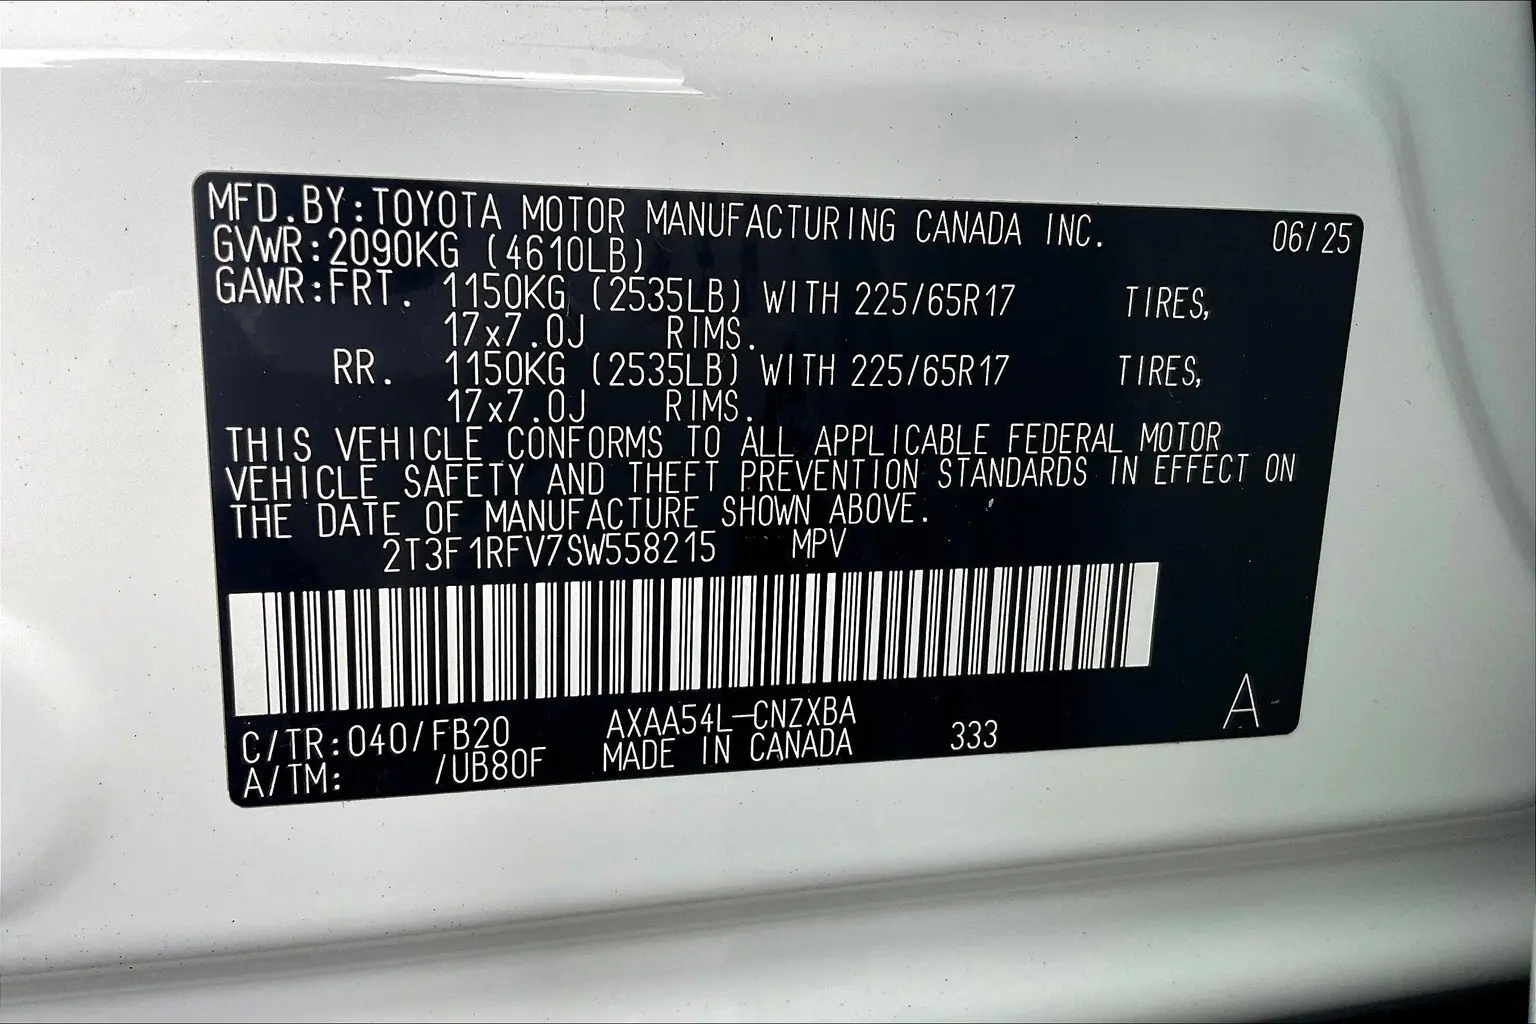 MFD.BY:TOYOTA MOTOR MANUFACTURING CANADA INC. 06/25
GVWR:2090KG (4610LB)
GAWR:FRT. 1150KG (2535LB) WITH 225/65R17 TIRES,
17x7.0J RIMS.
RR. 1150KG (2535LB) WITH 225/65R17 TIRES,
17x7.0J RIMS.
THIS VEHICLE CONFORMS TO ALL APPLICABLE FEDERAL MOTOR
VEHICLE SAFETY AND THEFT PREVENTION STANDARDS IN EFFECT ON
THE DATE OF MANUFACTURE SHOWN ABOVE.
2T3F1RFV7SW558215 MPV
C/TR:040/FB20 AXAA54L-CNZXBA
A/TM: /UB80F MADE IN CANADA 333 A